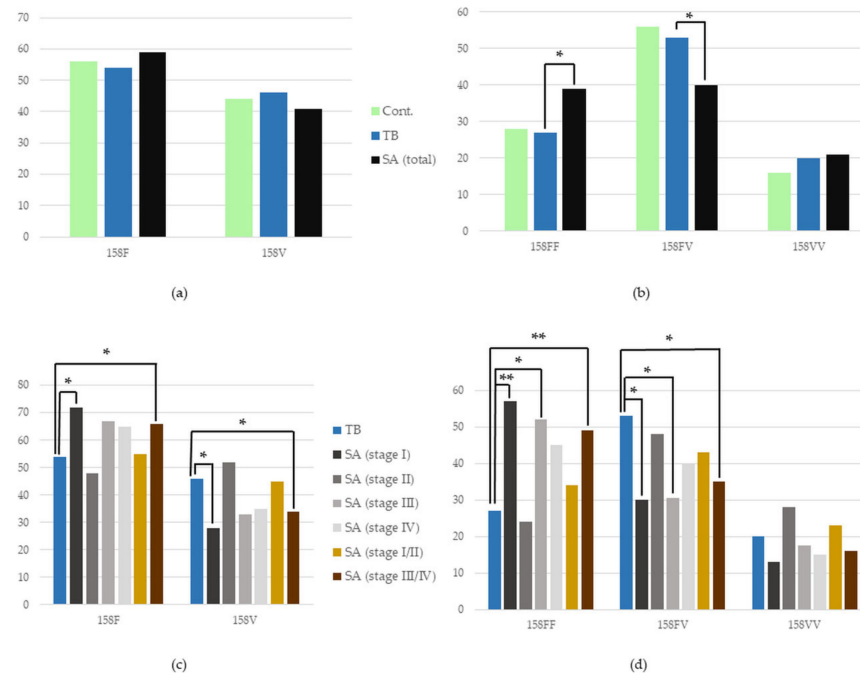 70
60
50
40
30
20
10
0
158F
158V
Cont.
TB
SA (total)
(a)
60
50
40
30
20
10
0
*
*
158FF
158FV
158VV
(b)
80
70
60
50
40
30
20
10
0
*
*
*
*
158F
158V
TB
SA (stage I)
SA (stage II)
SA (stage III)
SA (stage IV)
SA (stage I/II)
SA (stage III/IV)
(c)
60
50
40
30
20
10
0
**
*
**
*
*
*
158FF
158FV
158VV
(d)